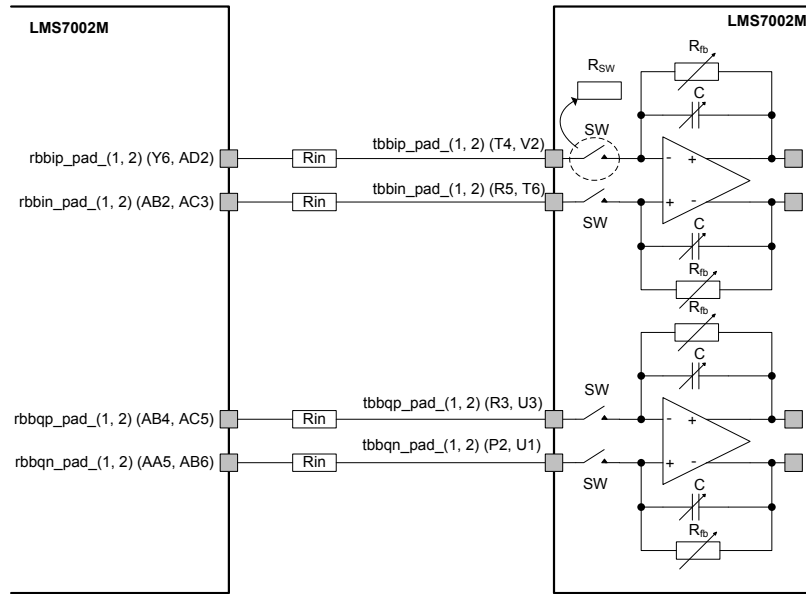 LMS7002M
LMS7002M
R_fb
R_SW
C
SW
rbbip_pad_(1, 2) (Y6, AD2)
Rin
tbbip_pad_(1, 2) (T4, V2)
- +
rbbin_pad_(1, 2) (AB2, AC3)
Rin
tbbin_pad_(1, 2) (R5, T6)
+ -
SW
C
R_fb
R_fb
C
SW
rbbqp_pad_(1, 2) (AB4, AC5)
Rin
tbbqp_pad_(1, 2) (R3, U3)
- +
rbbqn_pad_(1, 2) (AA5, AB6)
Rin
tbbqn_pad_(1, 2) (P2, U1)
+ -
SW
C
R_fb